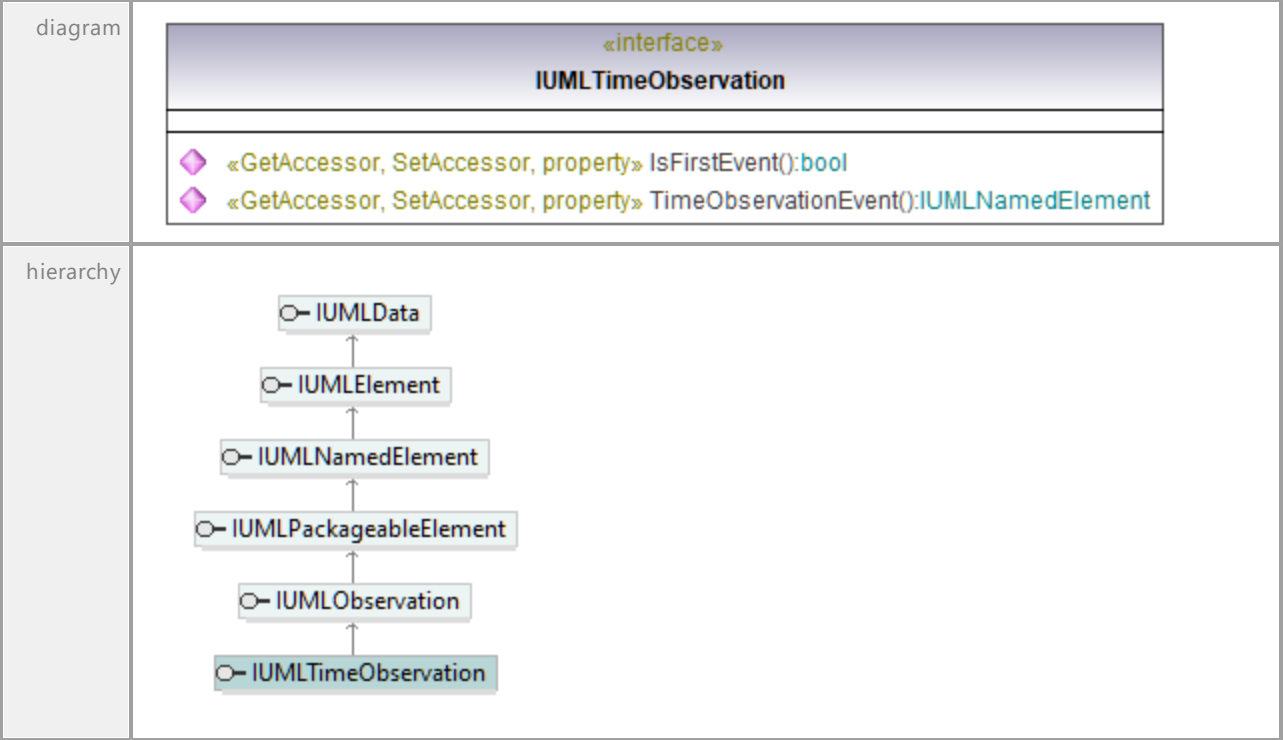 diagram
«interface»
IUMLTimeObservation
«GetAccessor, SetAccessor, property» IsFirstEvent():bool
«GetAccessor, SetAccessor, property» TimeObservationEvent():IUMLNamedElement
hierarchy
IUMLData
IUMLElement
IUMLNamedElement
IUMLPackageableElement
IUMLObservation
IUMLTimeObservation